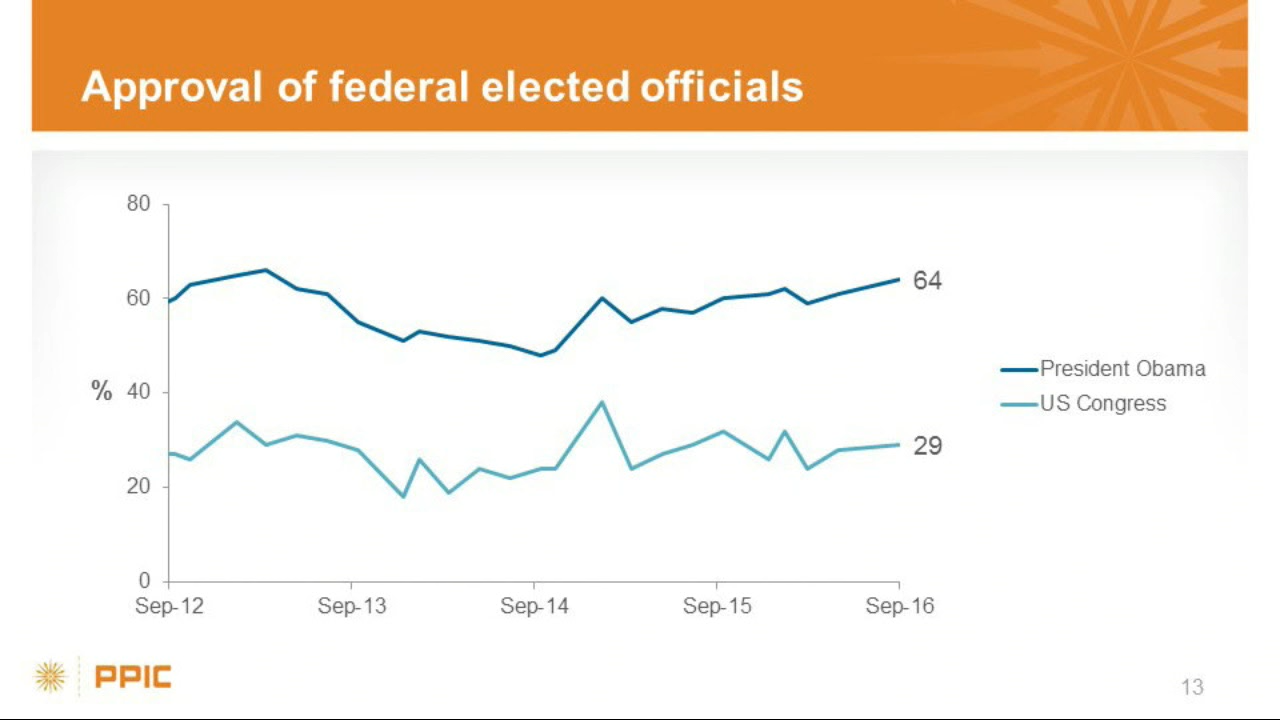 Approval of federal elected officials
80
60
% 40
20
0
64
29
President Obama
US Congress
Sep-12 Sep-13 Sep-14 Sep-15 Sep-16
PPIC
13